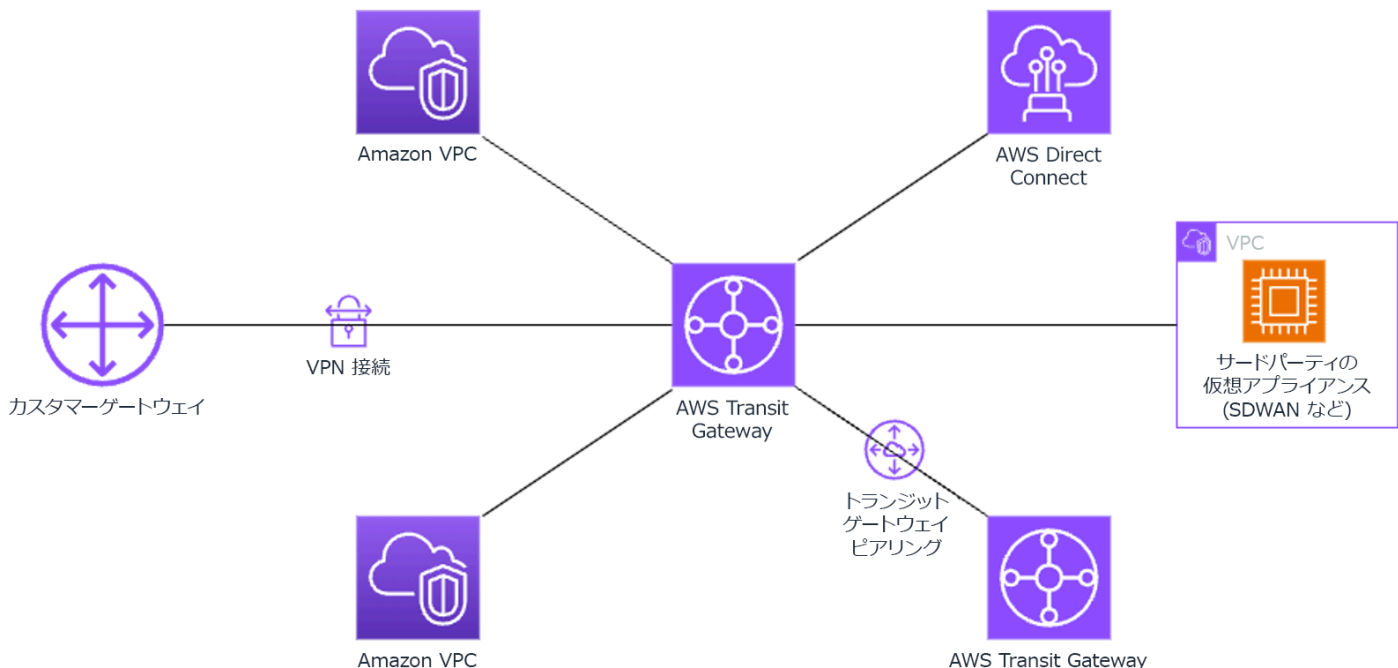 Amazon VPC
AWS Direct
Connect
VPC
サードパーティの
仮想アプライアンス
(SDWAN など)
VPN 接続
カスタマーゲートウェイ
AWS Transit
Gateway
トランジット
ゲートウェイ
ピアリング
Amazon VPC
AWS Transit Gateway